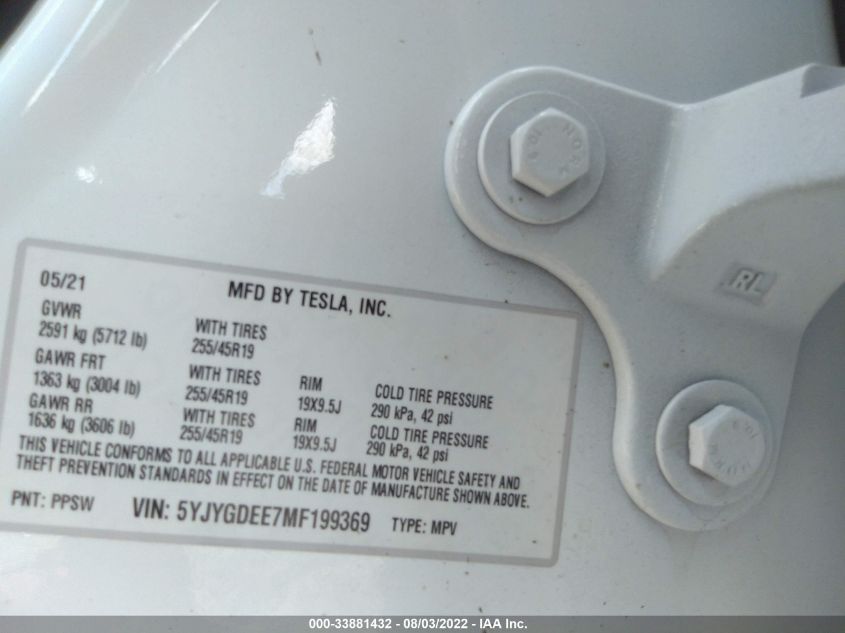 05/21
MFD BY TESLA, INC.
GVWR
2591 kg (5712 lb)
WITH TIRES
255/45R19
GAWR FRT
1363 kg (3004 lb)
WITH TIRES
255/45R19
RIM
19X9.5J
COLD TIRE PRESSURE
290 kPa, 42 psi
GAWR RR
1636 kg (3606 lb)
WITH TIRES
255/45R19
RIM
19X9.5J
COLD TIRE PRESSURE
290 kPa, 42 psi
THIS VEHICLE CONFORMS TO ALL APPLICABLE U.S. FEDERAL MOTOR VEHICLE SAFETY AND
THEFT PREVENTION STANDARDS IN EFFECT ON THE DATE OF MANUFACTURE SHOWN ABOVE.
PNT: PPSW VIN: 5YJYGDEE7MF199369 TYPE: MPV
RL
000-33881432 - 08/03/2022 - IAA Inc.